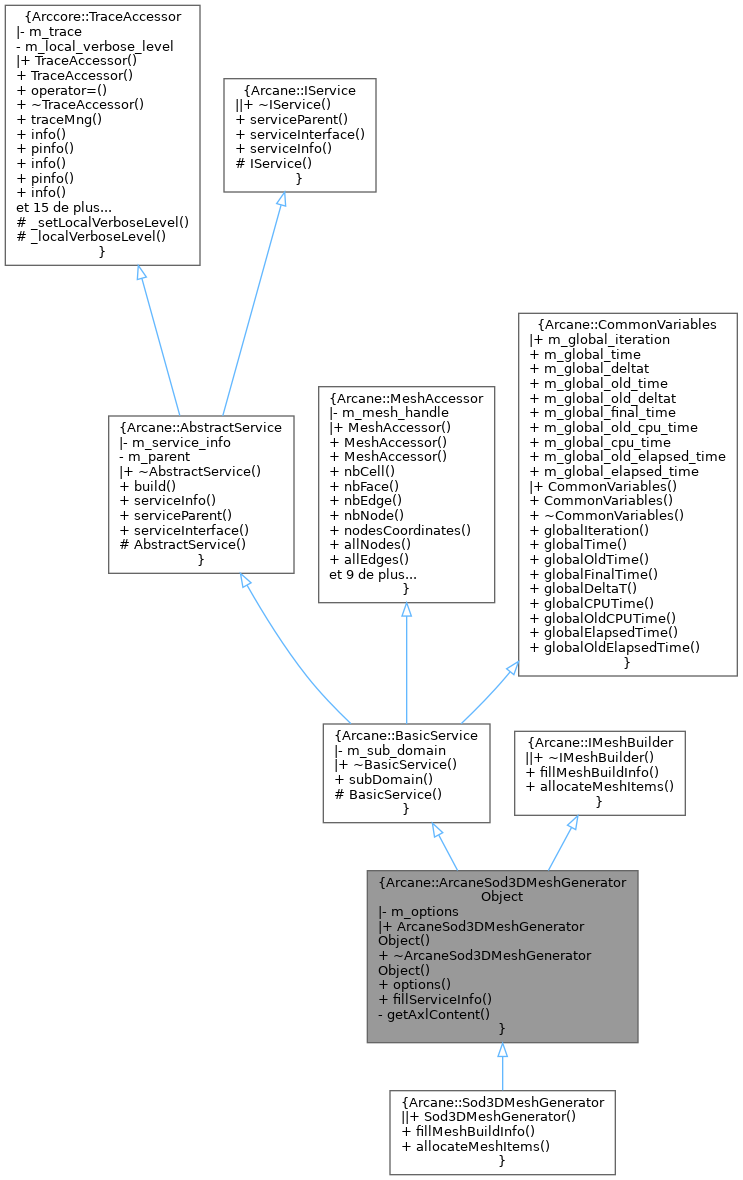 {Arccore::TraceAccessor
|- m_trace
- m_local_verbose_level
|+ TraceAccessor()
+ TraceAccessor()
+ operator=()
+ ~TraceAccessor()
+ traceMng()
+ info()
+ pinfo()
+ info()
+ pinfo()
+ info()
et 15 de plus...
# _setLocalVerboseLevel()
# _localVerboseLevel()
}
{Arcane::IService
||+ ~IService()
+ serviceParent()
+ serviceInterface()
+ serviceInfo()
# IService()
}
{Arcane::AbstractService
|- m_service_info
- m_parent
|+ ~AbstractService()
+ build()
+ serviceInfo()
+ serviceParent()
+ serviceInterface()
# AbstractService()
}
{Arcane::MeshAccessor
|- m_mesh_handle
|+ MeshAccessor()
+ MeshAccessor()
+ MeshAccessor()
+ nbCell()
+ nbFace()
+ nbEdge()
+ nbNode()
+ nodesCoordinates()
+ allNodes()
+ allEdges()
et 9 de plus...
}
{Arcane::CommonVariables
|+ m_global_iteration
+ m_global_time
+ m_global_deltat
+ m_global_old_time
+ m_global_old_deltat
+ m_global_final_time
+ m_global_old_cpu_time
+ m_global_cpu_time
+ m_global_old_elapsed_time
+ m_global_elapsed_time
|+ CommonVariables()
+ CommonVariables()
+ ~CommonVariables()
+ globalIteration()
+ globalTime()
+ globalOldTime()
+ globalFinalTime()
+ globalDeltaT()
+ globalCPUTime()
+ globalOldCPUTime()
+ globalElapsedTime()
+ globalOldElapsedTime()
}
{Arcane::BasicService
|- m_sub_domain
|+ ~BasicService()
+ subDomain()
# BasicService()
}
{Arcane::IMeshBuilder
||+ ~IMeshBuilder()
+ fillMeshBuildInfo()
+ allocateMeshItems()
}
{Arcane::ArcaneSod3DMeshGenerator
Object
|- m_options
|+ ArcaneSod3DMeshGenerator
Object()
+ ~ArcaneSod3DMeshGenerator
Object()
+ options()
+ fillServiceInfo()
- getAxlContent()
}
{Arcane::Sod3DMeshGenerator
||+ Sod3DMeshGenerator()
+ fillMeshBuildInfo()
+ allocateMeshItems()
}